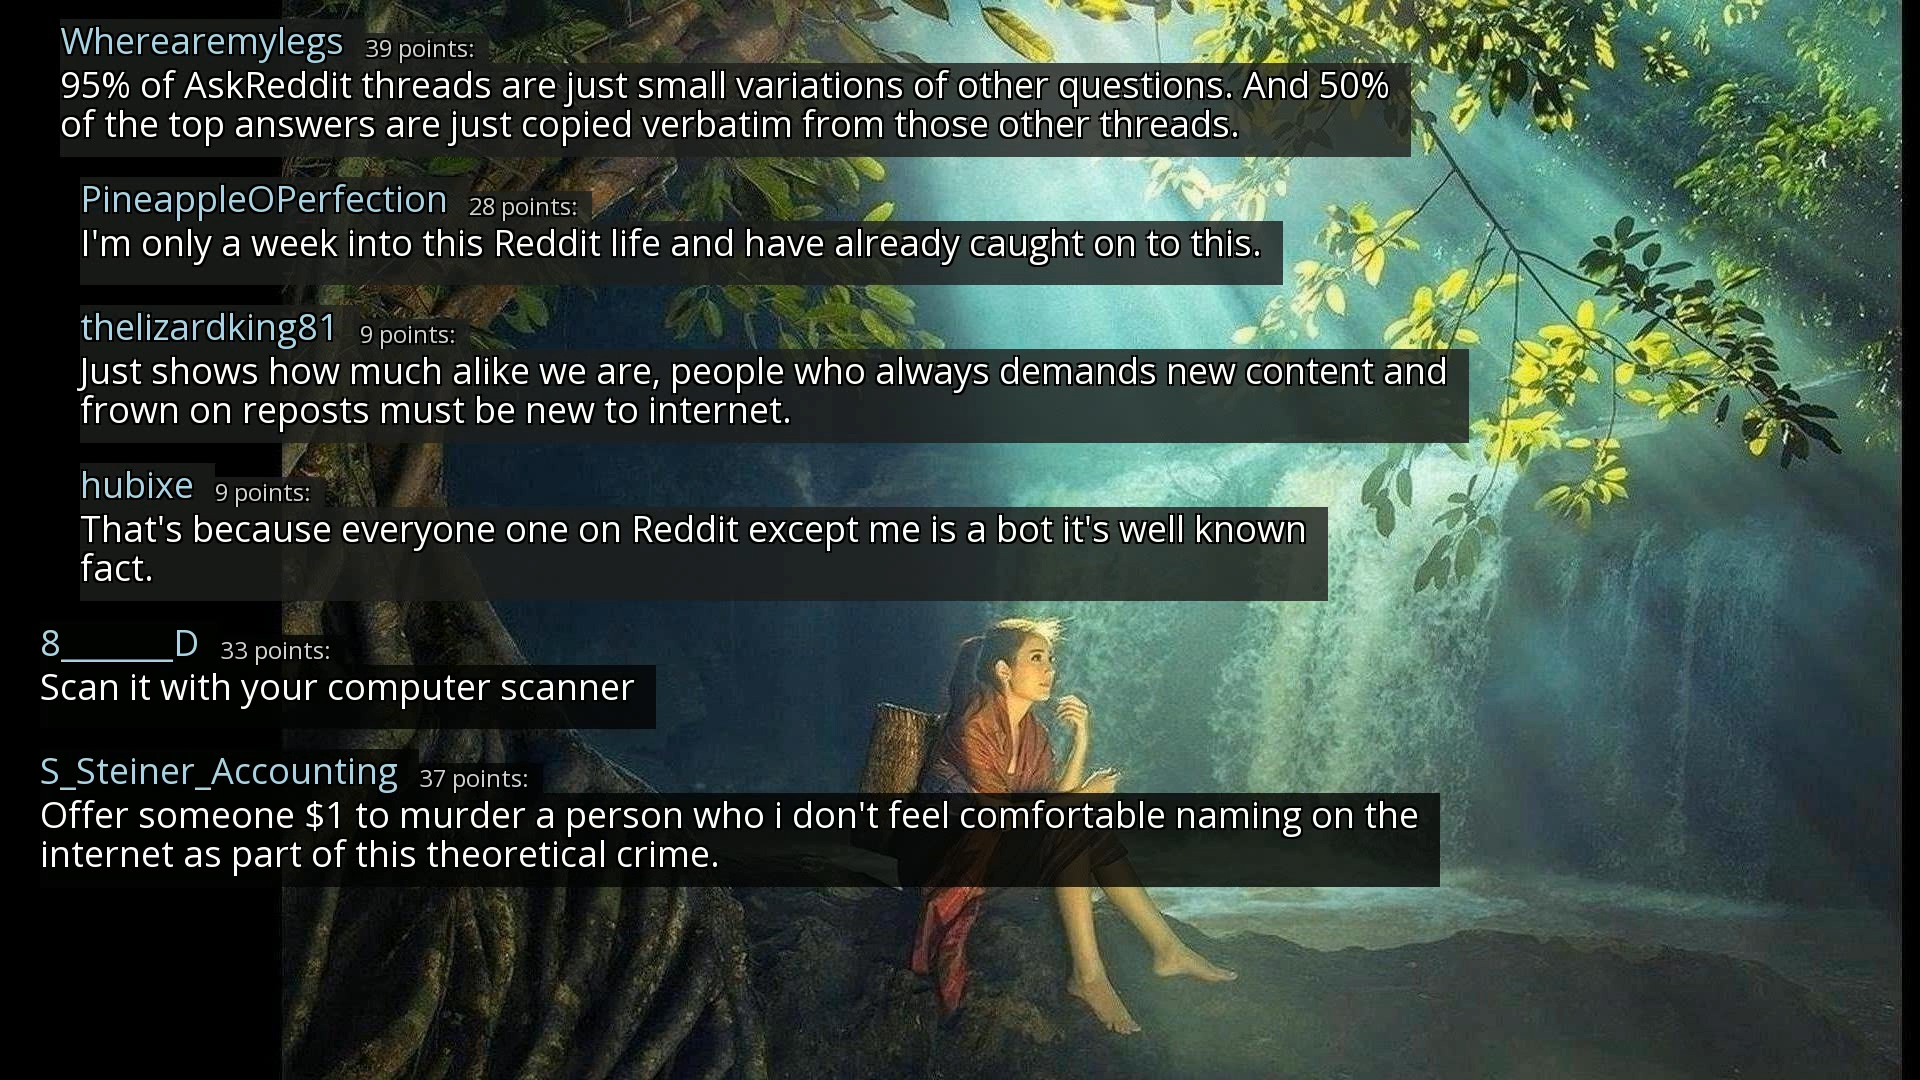 Wherearemylegs 39 points:
95% of AskReddit threads are just small variations of other questions. And 50%
of the top answers are just copied verbatim from those other threads.
PineappleOPerfection 28 points:
I'm only a week into this Reddit life and have already caught on to this.
thelizardking81 9 points:
Just shows how much alike we are, people who always demands new content and
frown on reposts must be new to internet.
hubixe 9 points:
That's because everyone one on Reddit except me is a bot it's well known
fact.
8_______D 33 points:
Scan it with your computer scanner
S_Steiner_Accounting 37 points:
Offer someone $1 to murder a person who i don't feel comfortable naming on the
internet as part of this theoretical crime.